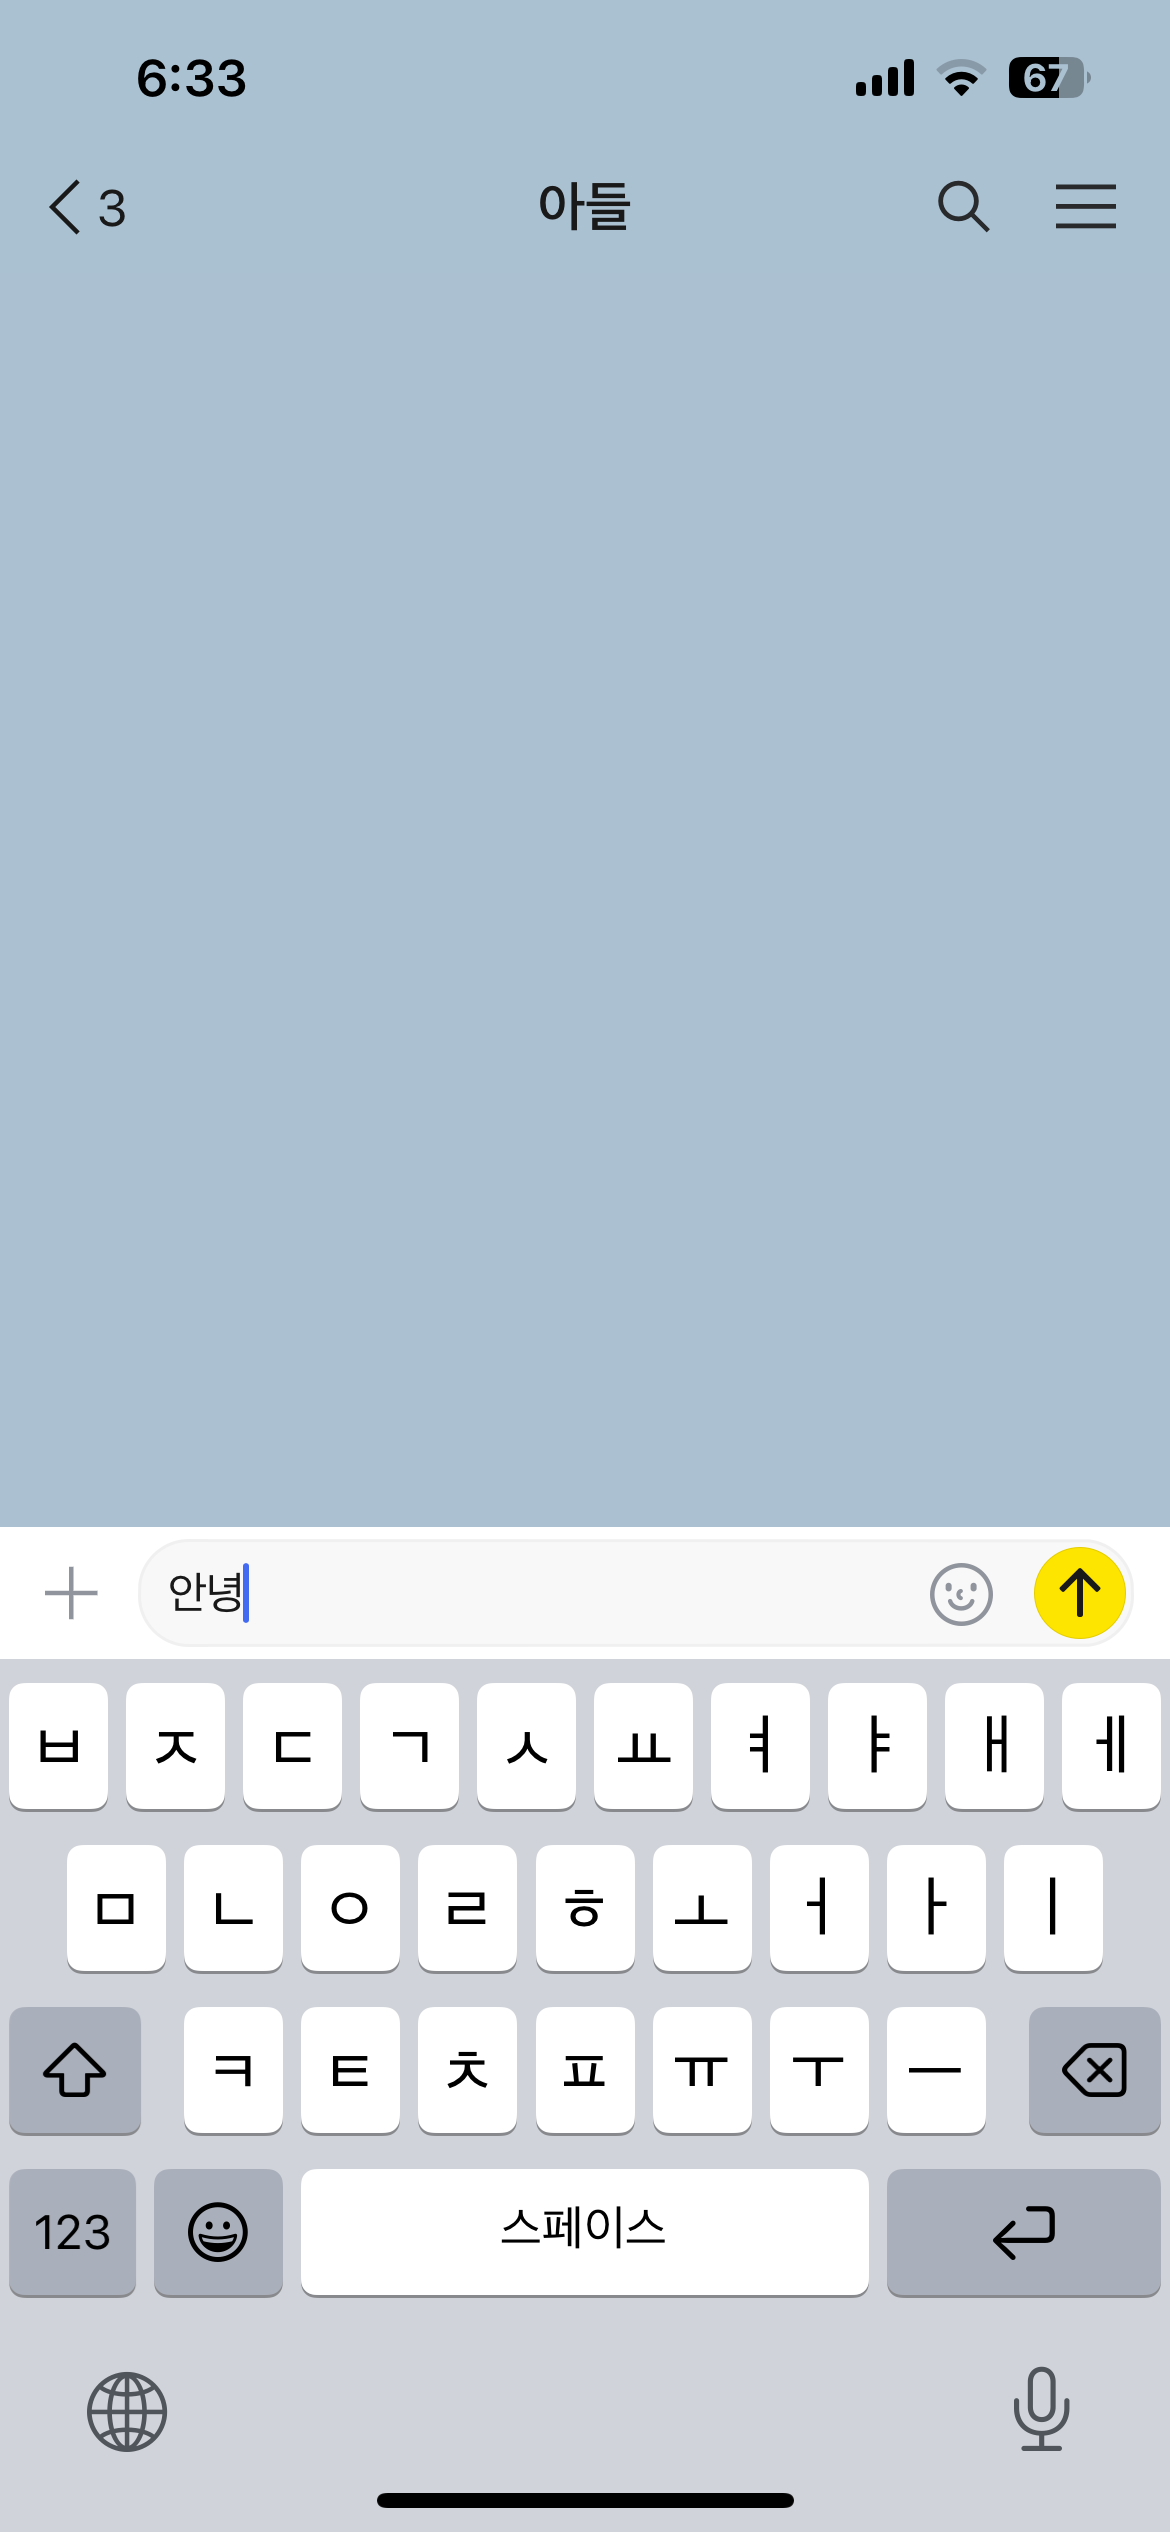 6:33 67
3 아들
안녕
ㅂ ㅈ ㄷ ㄱ ㅅ ㅛ ㅕ ㅑ ㅐ ㅔ
ㅁ ㄴ ㅇ ㄹ ㅎ ㅗ ㅓ ㅏ ㅣ
ㅋ ㅌ ㅊ ㅍ ㅠ ㅜ ㅡ
123 스페이스